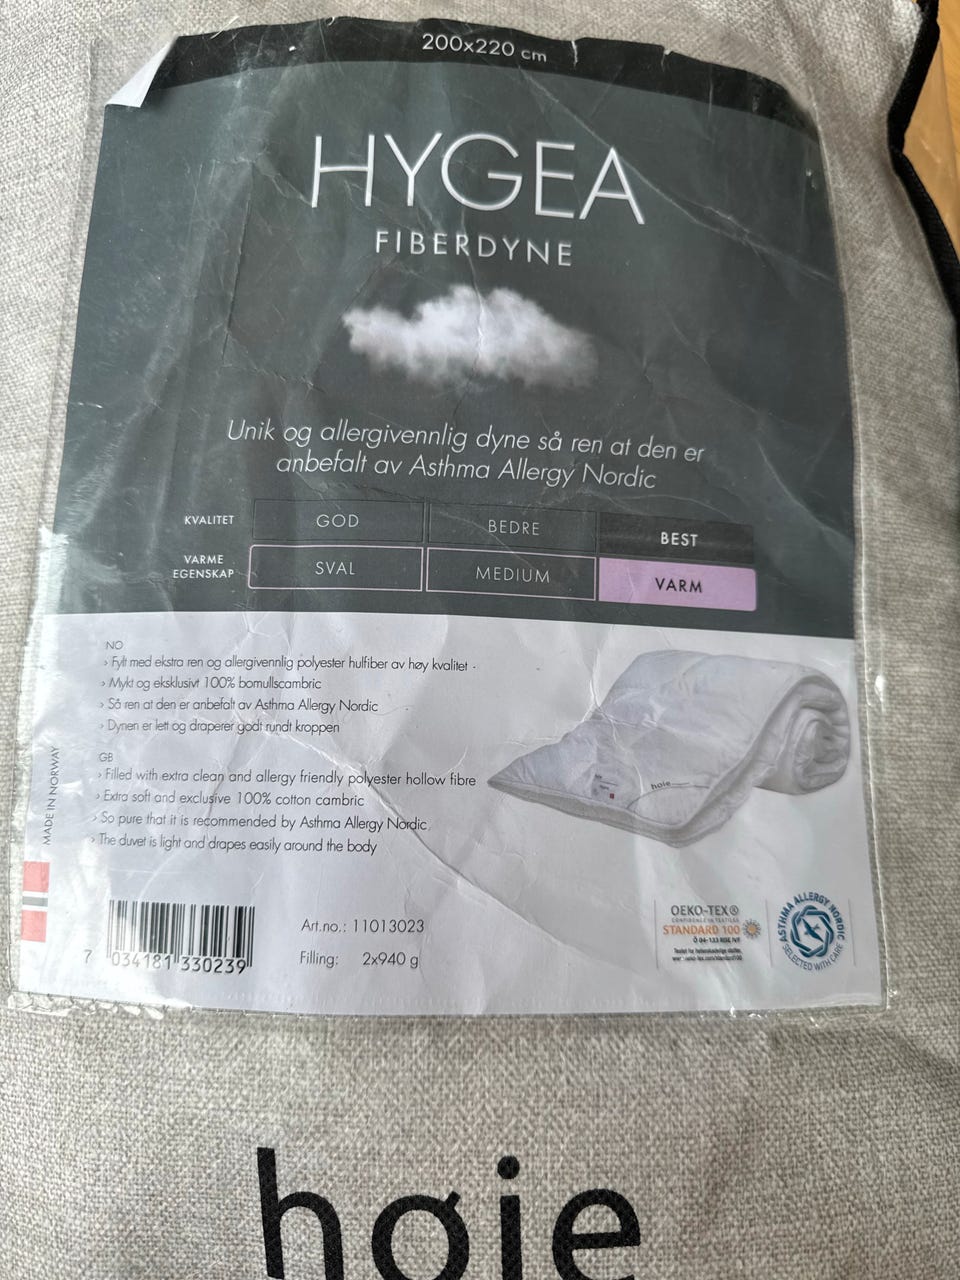 200x220 cm
HYGEA
FIBERDYNE
Unik og allergivennlig dyne så ren at den er
anbefalt av Asthma Allergy Nordic
KVALITET GOD BEDRE BEST
VARME
EGENSKAP SVAL MEDIUM VARM
NO
› Fylt med ekstra ren og allergivennlig polyester hulfiber av høy kvalitet -
› Mykt og eksklusivt 100% bomullscambric
› Så ren at den er anbefalt av Asthma Allergy Nordic
› Dynen er lett og draperer godt rundt kroppen
GB
› Filled with extra clean and allergy friendly polyester hollow fibre
› Extra soft and exclusive 100% cotton cambric
› So pure that it is recommended by Asthma Allergy Nordic
› The duvet is light and drapes easily around the body
MADE IN NORWAY
høie
7 034181 330239
Art.no.: 11013023
Filling: 2x940 g
OEKO-TEX®
CONFIDENCE IN TEXTILES
STANDARD 100
ASTHMA ALLERGY NORDIC
SELECTED WITH CARE
høie